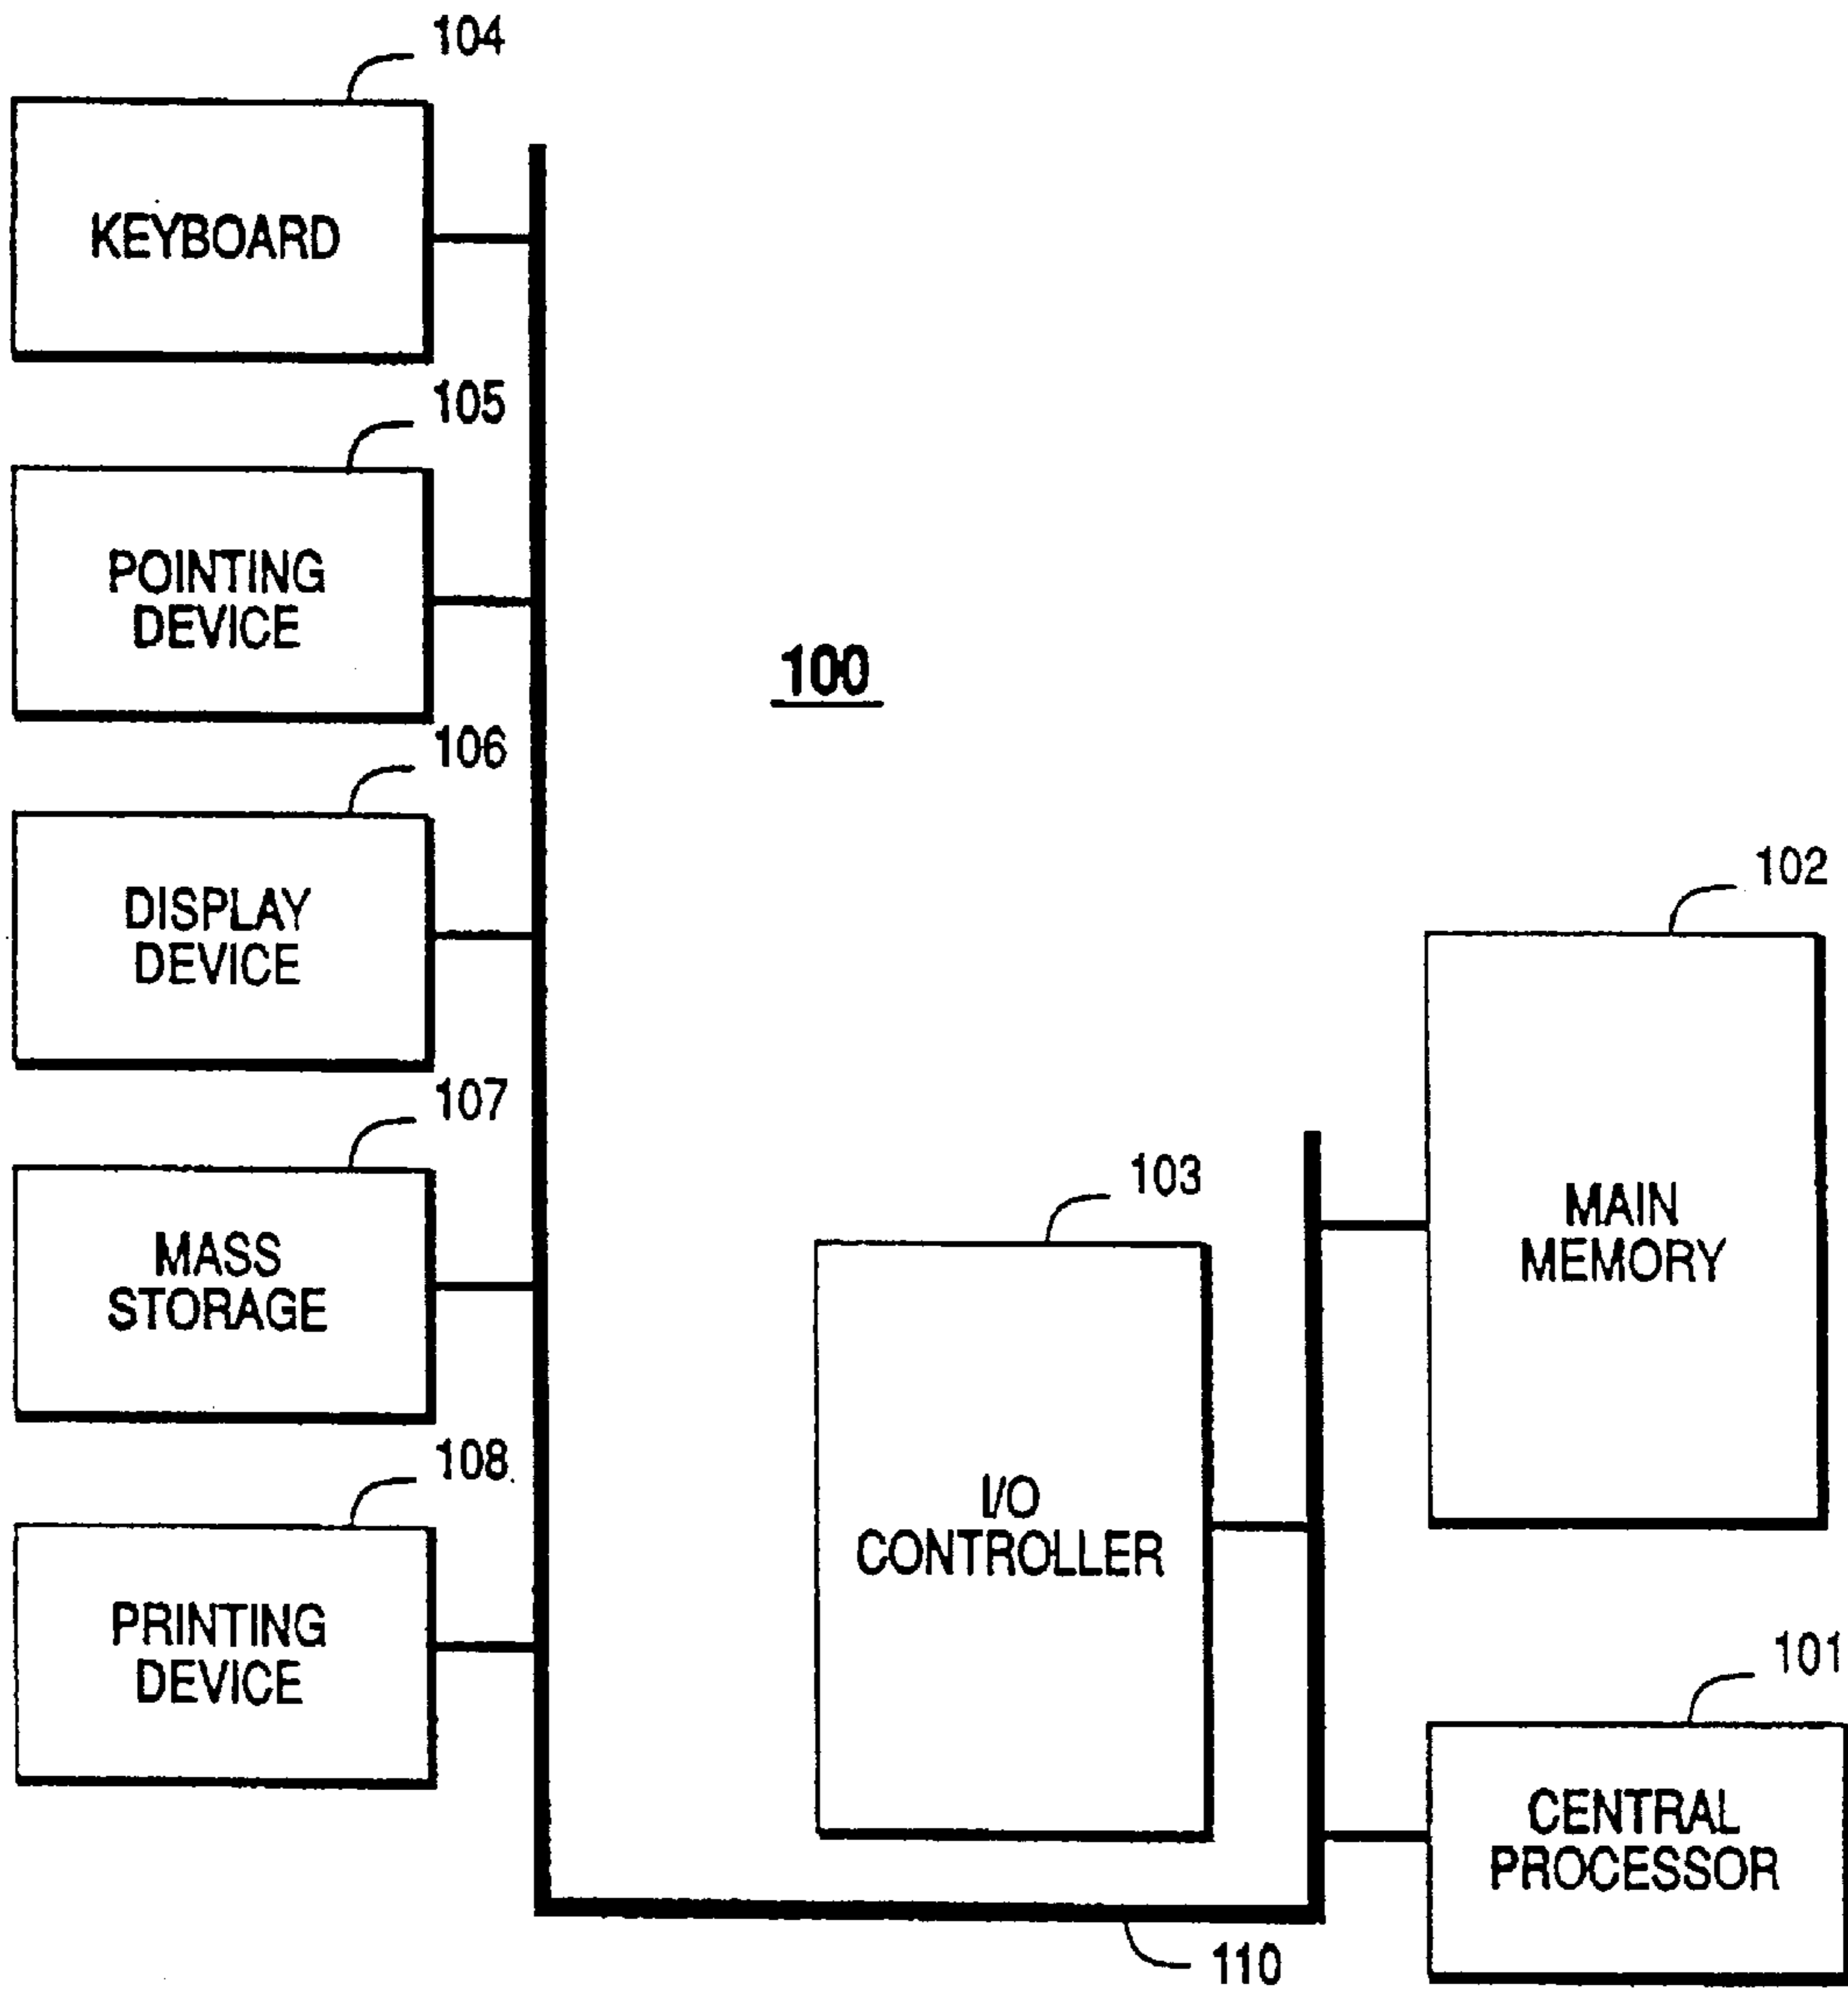 104
KEYBOARD
105
POINTING
DEVICE
106
DISPLAY
DEVICE
107
MASS
STORAGE
108
PRINTING
DEVICE
100
103
I/O
CONTROLLER
102
MAIN
MEMORY
101
CENTRAL
PROCESSOR
110